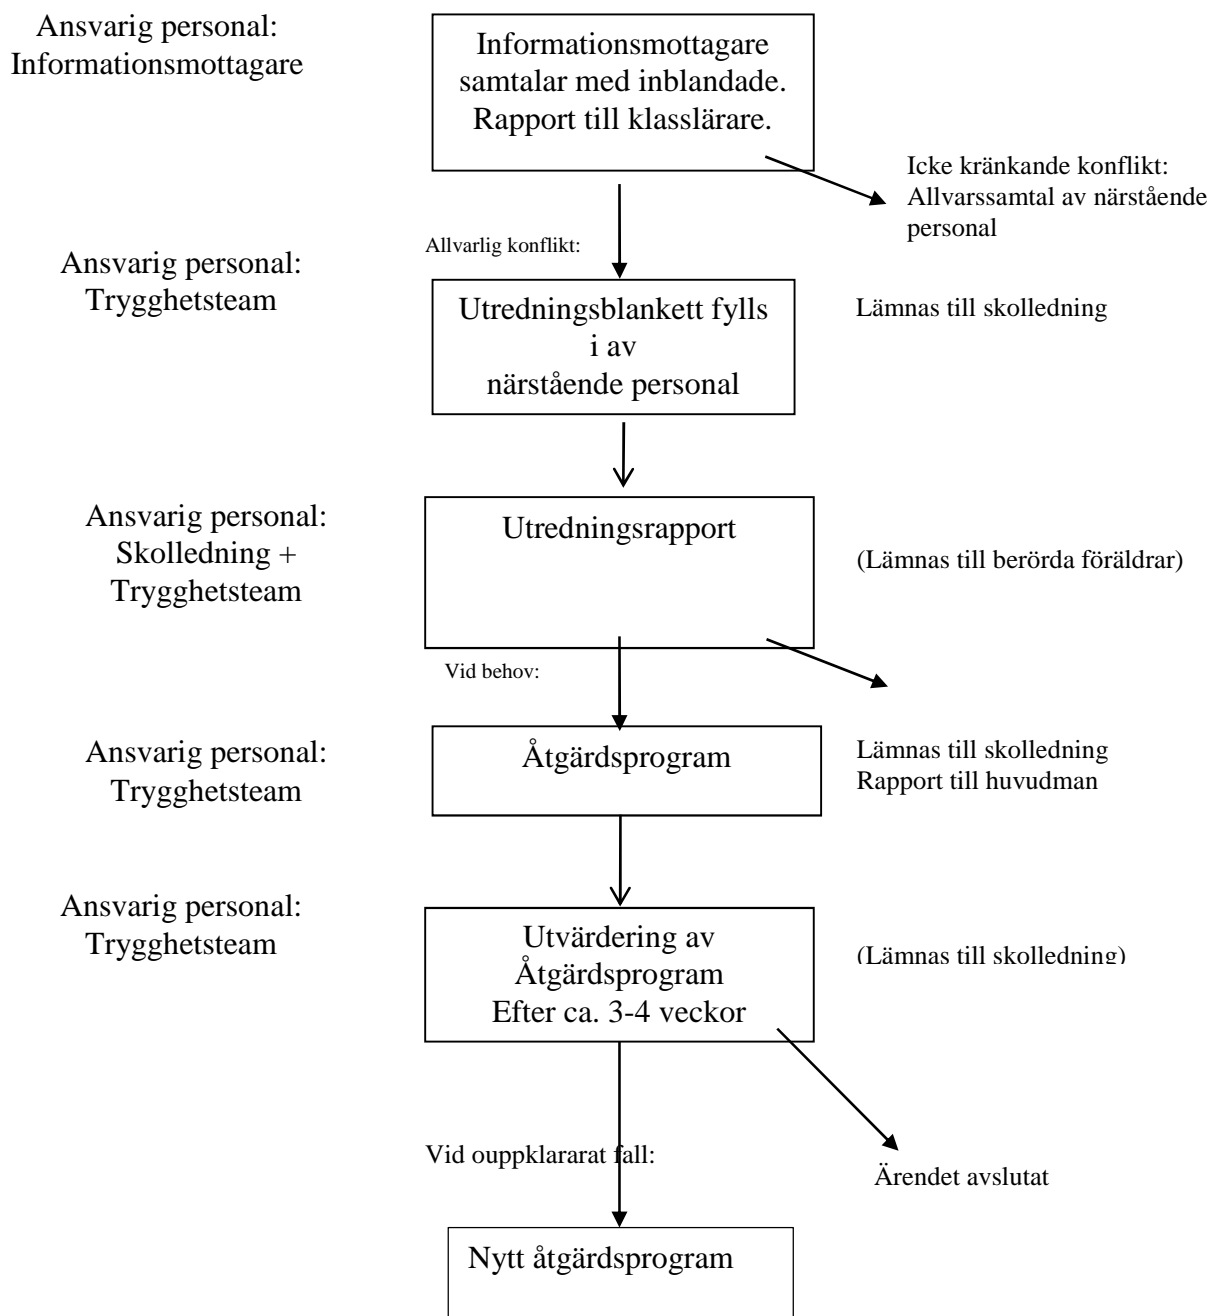 Ansvarig personal:
Informationsmottagare
Informationsmottagare
samtalar med inblandade.
Rapport till klasslärare.
Icke kränkande konflikt:
Allvarssamtal av närstående
personal
Allvarlig konflikt:
Ansvarig personal:
Trygghetsteam
Utredningsblankett fylls
i av
närstående personal
Lämnas till skolledning
Ansvarig personal:
Skolledning +
Trygghetsteam
Utredningsrapport
(Lämnas till berörda föräldrar)
Vid behov:
Ansvarig personal:
Trygghetsteam
Åtgärdsprogram
Lämnas till skolledning
Rapport till huvudman
Ansvarig personal:
Trygghetsteam
Utvärdering av
Åtgärdsprogram
Efter ca. 3-4 veckor
(Lämnas till skolledning)
Vid ouppklararat fall:
Ärendet avslutat
Nytt åtgärdsprogram